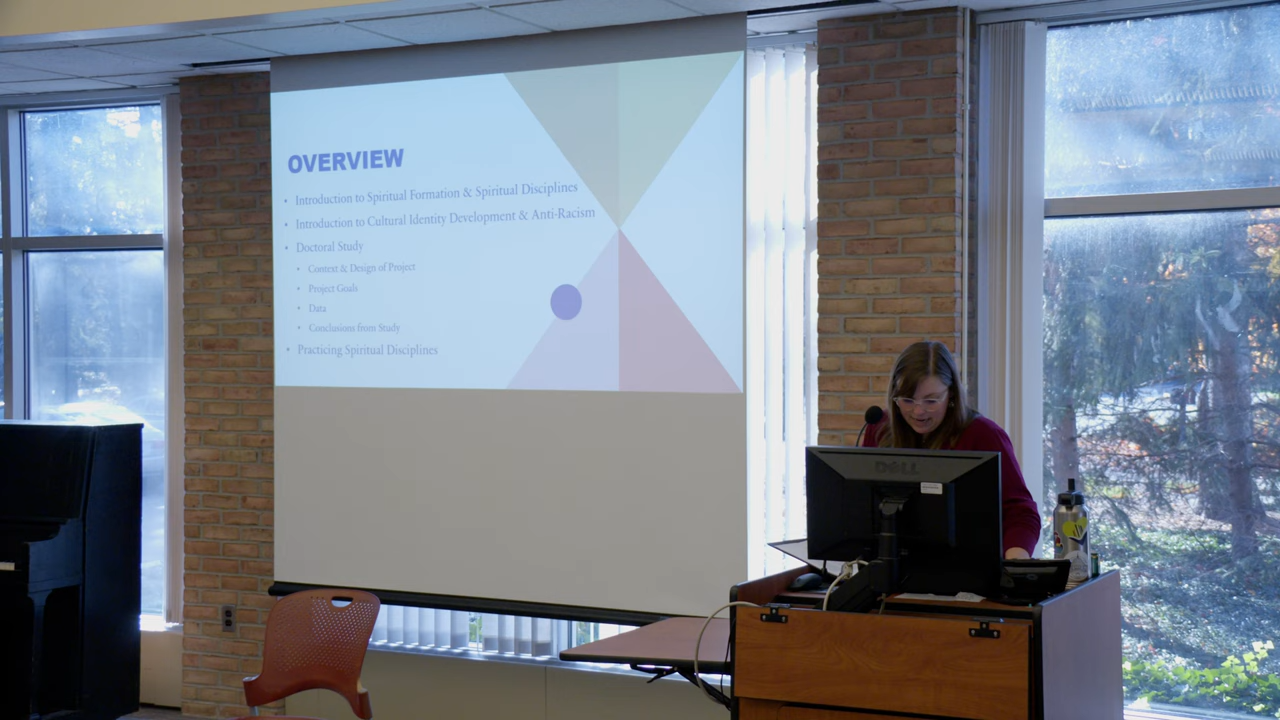 OVERVIEW
• Introduction to Spiritual Formation & Spiritual Disciplines
• Introduction to Cultural Identity Development & Anti-Racism
• Doctoral Study
• Context & Design of Project
• Project Goals
• Data
• Conclusions from Study
• Practicing Spiritual Disciplines
DELL